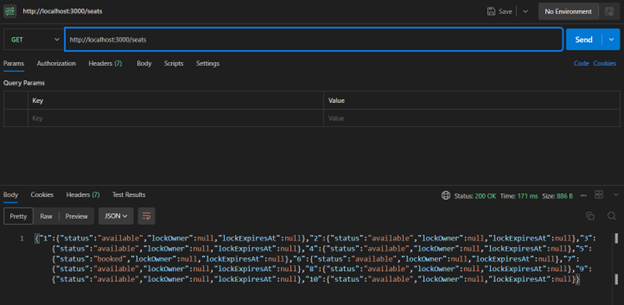 http://localhost:3000/seats
Save
No Environment
GET
http://localhost:3000/seats
Send
Params Authorization Headers (7) Body Scripts Settings
Code Cookies
Query Params
Key Value
Key Value
Body Cookies Headers (7) Test Results
Status: 200 OK Time: 171 ms Size: 886 B
Pretty Raw Preview JSON
1 {"1":{"status":"available","lockOwner":null,"lockExpiresAt":null},"2":{"status":"available","lockOwner":null,"lockExpiresAt":null},"3":
{"status":"available","lockOwner":null,"lockExpiresAt":null},"4":{"status":"available","lockOwner":null,"lockExpiresAt":null},"5":
{"status":"booked","lockOwner":null,"lockExpiresAt":null},"6":{"status":"available","lockOwner":null,"lockExpiresAt":null},"7":
{"status":"available","lockOwner":null,"lockExpiresAt":null},"8":{"status":"available","lockOwner":null,"lockExpiresAt":null},"9":
{"status":"available","lockOwner":null,"lockExpiresAt":null},"10":{"status":"available","lockOwner":null,"lockExpiresAt":null}}